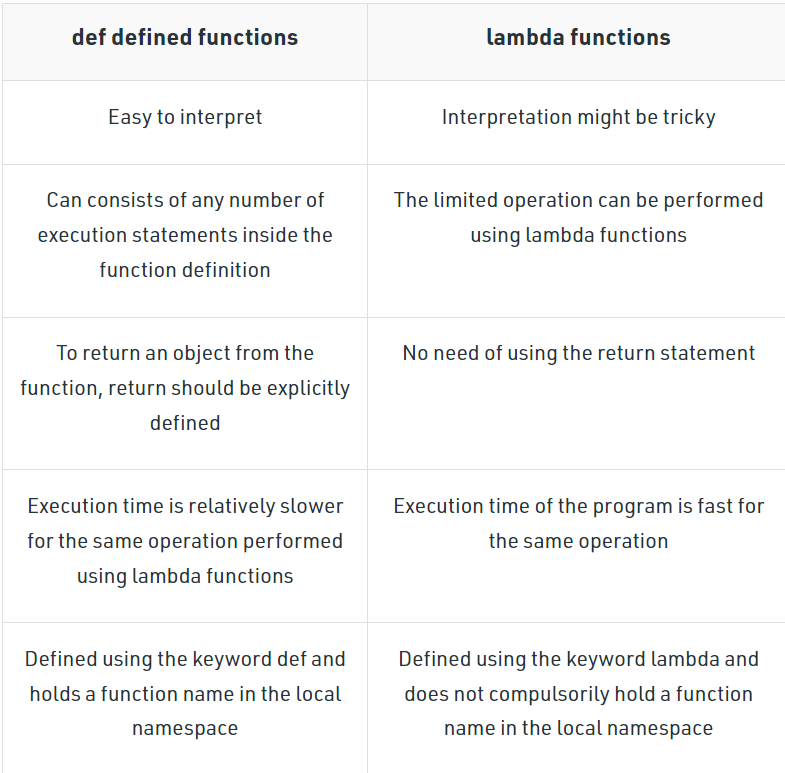 def defined functions
lambda functions
Easy to interpret
Interpretation might be tricky
Can consists of any number of
execution statements inside the
function definition
The limited operation can be performed
using lambda functions
To return an object from the
function, return should be explicitly
defined
No need of using the return statement
Execution time is relatively slower
for the same operation performed
using lambda functions
Execution time of the program is fast for
the same operation
Defined using the keyword def and
holds a function name in the local
namespace
Defined using the keyword lambda and
does not compulsorily hold a function
name in the local namespace